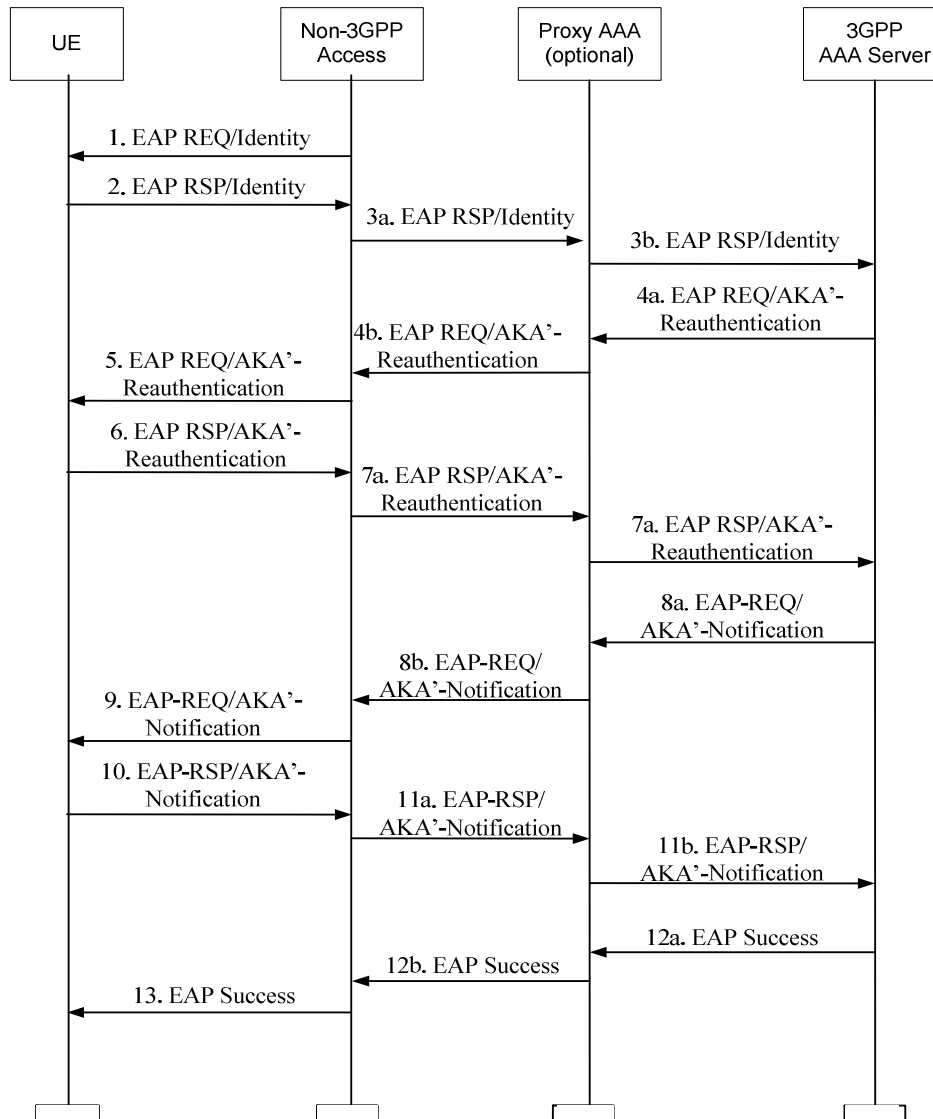 UE
Non-3GPP
Access
Proxy AAA
(optional)
3GPP
AAA Server
1. EAP REQ/Identity
2. EAP RSP/Identity
3a. EAP RSP/Identity
3b. EAP RSP/Identity
4a. EAP REQ/AKA’-
Reauthentication
4b. EAP REQ/AKA’-
Reauthentication
5. EAP REQ/AKA’-
Reauthentication
6. EAP RSP/AKA’-
Reauthentication
7a. EAP RSP/AKA’-
Reauthentication
7a. EAP RSP/AKA’-
Reauthentication
8a. EAP-REQ/
AKA’-Notification
8b. EAP-REQ/
AKA’-Notification
9. EAP-REQ/AKA’-
Notification
10. EAP-RSP/AKA’-
Notification
11a. EAP-RSP/
AKA’-Notification
11b. EAP-RSP/
AKA’-Notification
12a. EAP Success
12b. EAP Success
13. EAP Success